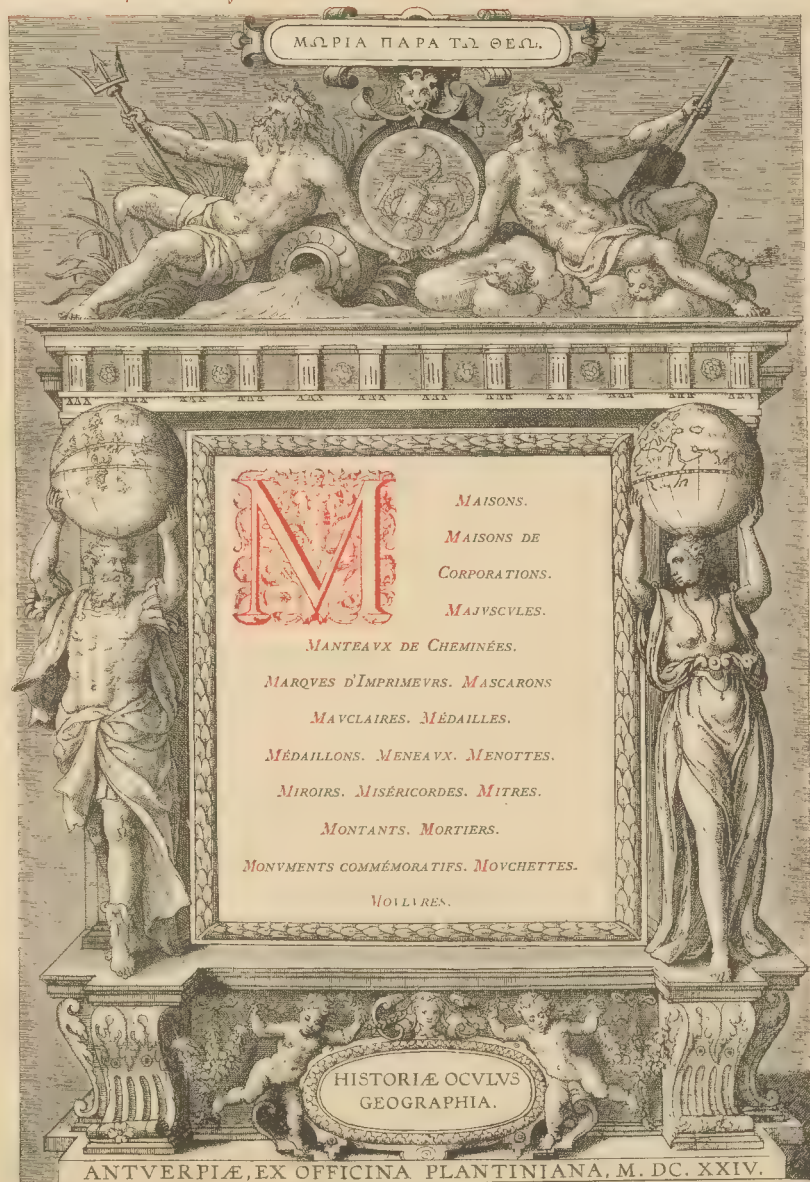 ΜΩΡΙΑ ΠΑΡΑ ΤΩ ΘΕΩ.
M
MAISONS.
MAISONS DE
CORPORATIONS.
MAJVSCVLES.
MANTEAVX DE CHEMINÉES.
MARQVES D'IMPRIMEVRS. MASCARONS
MAVCLAIRES. MÉDAILLES.
MÉDAILLONS. MENEAVX. MENOTTES.
MIROIRS. MISÉRICORDES. MITRES.
MONTANTS. MORTIERS.
MONVMENTS COMMÉMORATIFS. MOVCHETTES.
MOVLVRES.
HISTORIÆ OCVLVS
GEOGRAPHIA.
ANTVERPIÆ, EX OFFICINA PLANTINIANA, M. DC. XXIV.